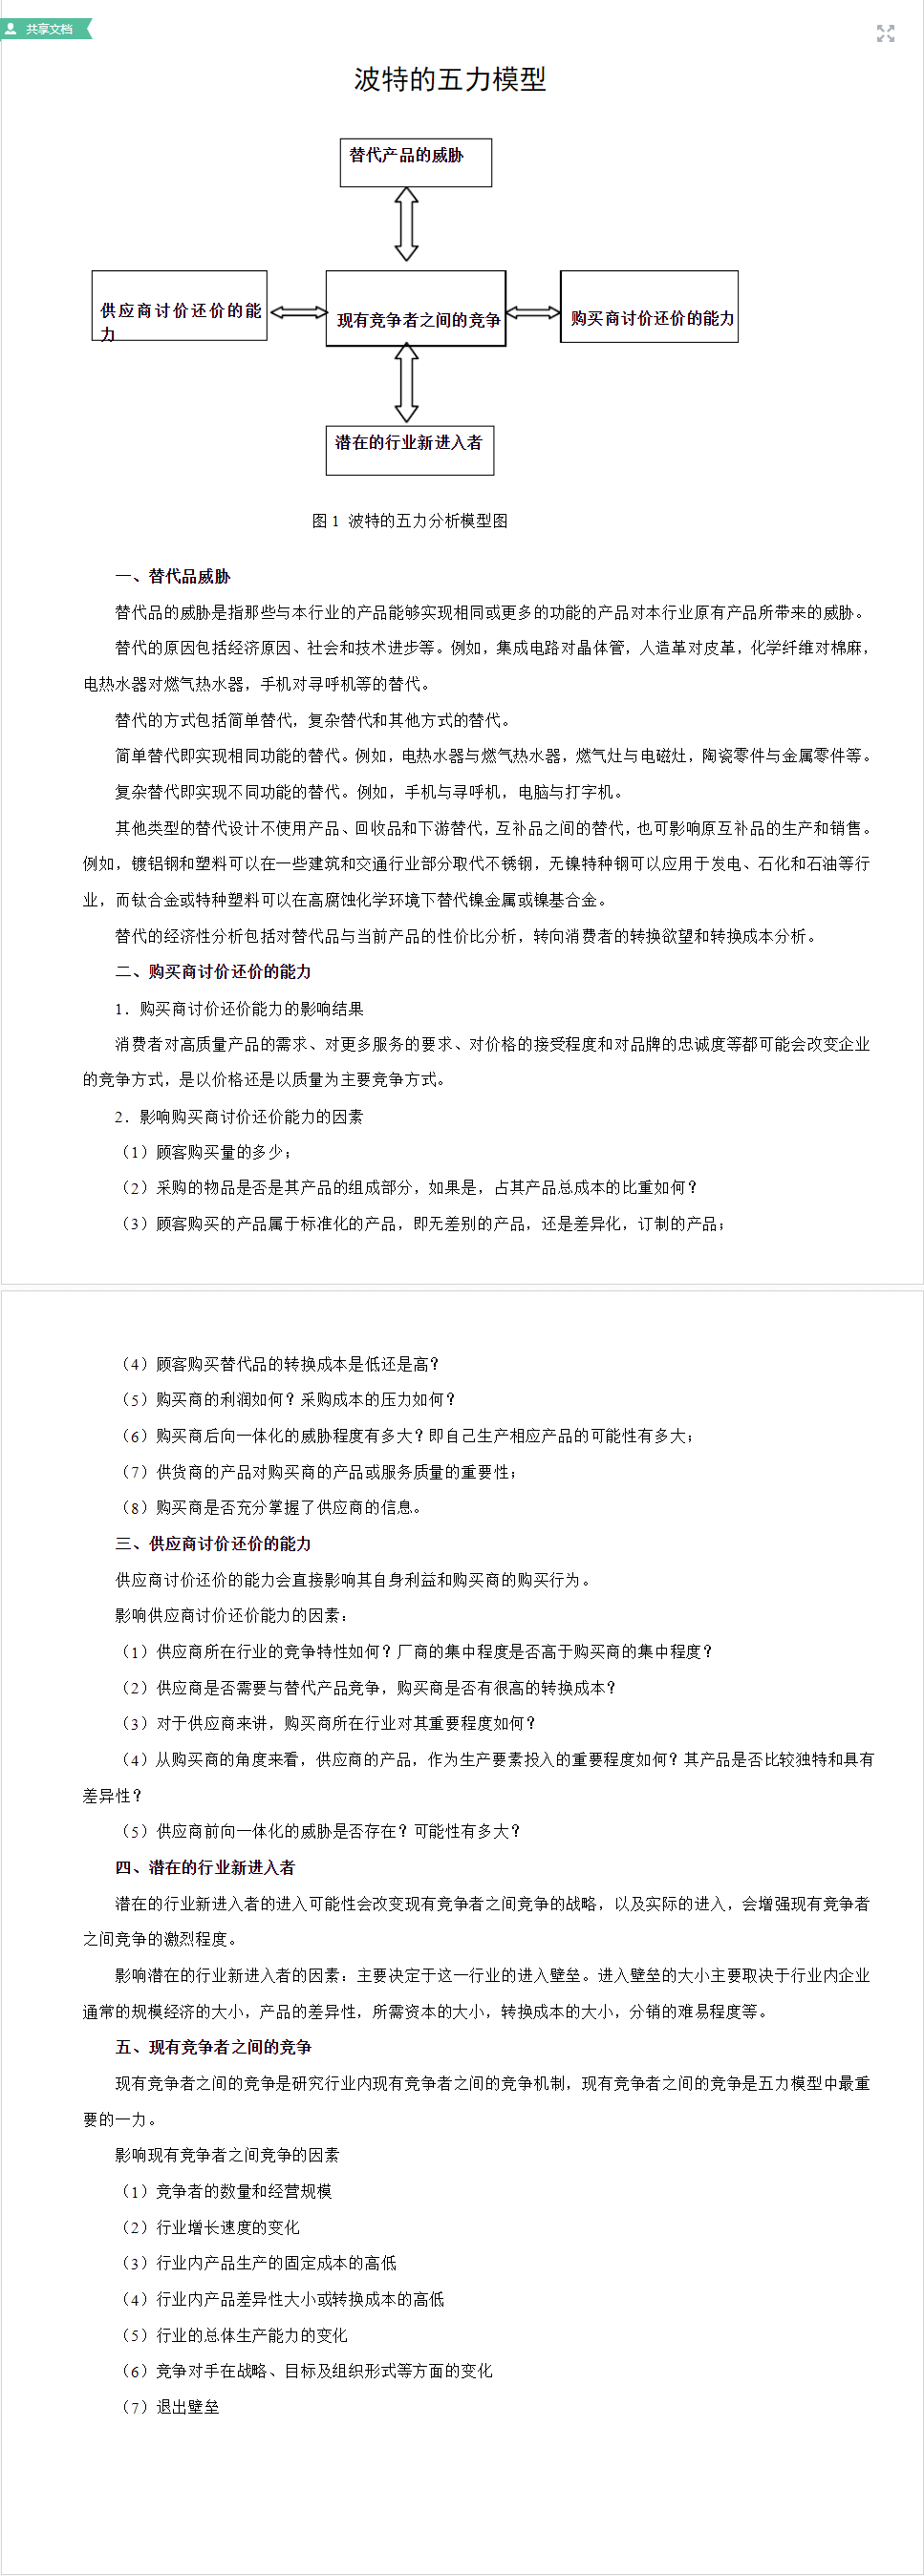 共享文档
波特的五力模型
替代产品的威胁
供应商讨价还价的能
力
现有竞争者之间的竞争
购买商讨价还价的能力
潜在的行业新进入者
图 1 波特的五力分析模型图
一、替代品威胁
替代品的威胁是指那些与本行业的产品能够实现相同或更多的功能的产品对本行业原有产品所带来的威胁。
替代的原因包括经济原因、社会和技术进步等。例如，集成电路对晶体管，人造革对皮革，化学纤维对棉麻，
电热水器对燃气热水器，手机对寻呼机等的替代。
替代的方式包括简单替代，复杂替代和其他方式的替代。
简单替代即实现相同功能的替代。例如，电热水器与燃气热水器，燃气灶与电磁灶，陶瓷零件与金属零件等。
复杂替代即实现不同功能的替代。例如，手机与寻呼机，电脑与打字机。
其他类型的替代设计不使用产品、回收品和下游替代，互补品之间的替代，也可影响原互补品的生产和销售。
例如，镀铝钢和塑料可以在一些建筑和交通行业部分取代不锈钢，无镍特种钢可以应用于发电、石化和石油等行
业，而钛合金或特种塑料可以在高腐蚀化学环境下替代镍金属或镍基合金。
替代的经济性分析包括对替代品与当前产品的性价比分析，转向消费者的转换欲望和转换成本分析。
二、购买商讨价还价的能力
1．购买商讨价还价能力的影响结果
消费者对高质量产品的需求、对更多服务的要求、对价格的接受程度和对品牌的忠诚度等都可能会改变企业
的竞争方式，是以价格还是以质量为主要竞争方式。
2．影响购买商讨价还价能力的因素
（1）顾客购买量的多少；
（2）采购的物品是否是其产品的组成部分，如果是，占其产品总成本的比重如何？
（3）顾客购买的产品属于标准化的产品，即无差别的产品，还是差异化，订制的产品；
（4）顾客购买替代品的转换成本是低还是高？
（5）购买商的利润如何？采购成本的压力如何？
（6）购买商后向一体化的威胁程度有多大？即自己生产相应产品的可能性有多大；
（7）供货商的产品对购买商的产品或服务质量的重要性；
（8）购买商是否充分掌握了供应商的信息。
三、供应商讨价还价的能力
供应商讨价还价的能力会直接影响其自身利益和购买商的购买行为。
影响供应商讨价还价能力的因素：
（1）供应商所在行业的竞争特性如何？厂商的集中程度是否高于购买商的集中程度？
（2）供应商是否需要与替代产品竞争，购买商是否有很高的转换成本？
（3）对于供应商来讲，购买商所在行业对其重要程度如何？
（4）从购买商的角度来看，供应商的产品，作为生产要素投入的重要程度如何？其产品是否比较独特和具有
差异性？
（5）供应商前向一体化的威胁是否存在？可能性有多大？
四、潜在的行业新进入者
潜在的行业新进入者的进入可能性会改变现有竞争者之间竞争的战略，以及实际的进入，会增强现有竞争者
之间竞争的激烈程度。
影响潜在的行业新进入者的因素：主要决定于这一行业的进入壁垒。进入壁垒的大小主要取决于行业内企业
通常的规模经济的大小，产品的差异性，所需资本的大小，转换成本的大小，分销的难易程度等。
五、现有竞争者之间的竞争
现有竞争者之间的竞争是研究行业内现有竞争者之间的竞争机制，现有竞争者之间的竞争是五力模型中最重
要的一力。
影响现有竞争者之间竞争的因素
（1）竞争者的数量和经营规模
（2）行业增长速度的变化
（3）行业内产品生产的固定成本的高低
（4）行业内产品差异性大小或转换成本的高低
（5）行业的总体生产能力的变化
（6）竞争对手在战略、目标及组织形式等方面的变化
（7）退出壁垒